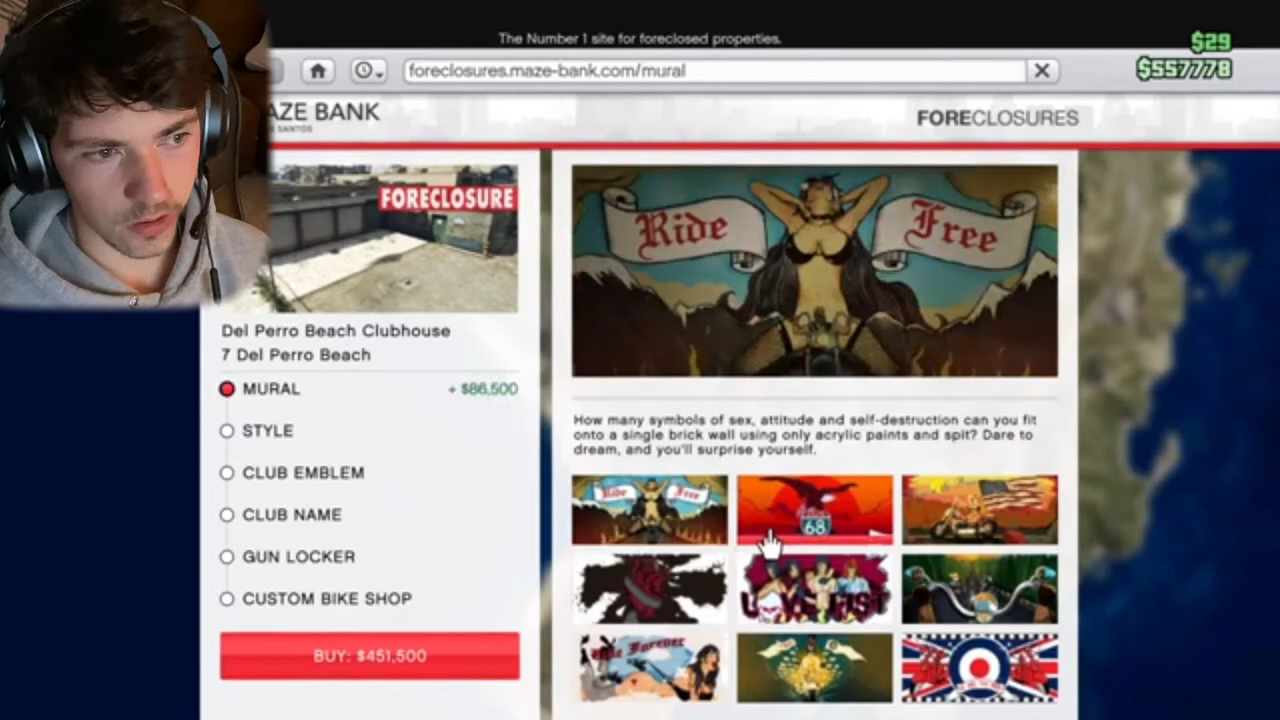 The Number 1 site for foreclosed properties.
$29
foreclosures.maze-bank.com/mural
$557778
AZE BANK
FORECLOSURES
FORECLOSURE
Ride Free
Del Perro Beach Clubhouse
7 Del Perro Beach
MURAL + $86,500
STYLE
CLUB EMBLEM
CLUB NAME
GUN LOCKER
CUSTOM BIKE SHOP
BUY: $451,500
How many symbols of sex, attitude and self-destruction can you fit
onto a single brick wall using only acrylic paints and spit? Dare to
dream, and you'll surprise yourself.
Ride Free
68
Forever